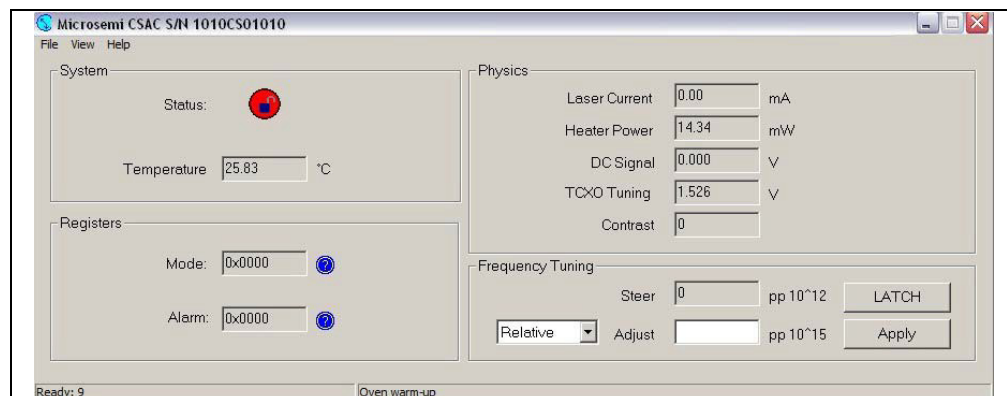 Microsemi CSAC S/N 1010CS01010
File View Help
System
Status:
Temperature 25.83 °C
Registers
Mode: 0x0000 ?
Alarm: 0x0000 ?
Physics
Laser Current 0.00 mA
Heater Power 14.34 mW
DC Signal 0.000 V
TCXO Tuning 1.526 V
Contrast 0
Frequency Tuning
Steer 0 pp 10^12 LATCH
Relative Adjust pp 10^15 Apply
Ready: 9 Oven warm-up